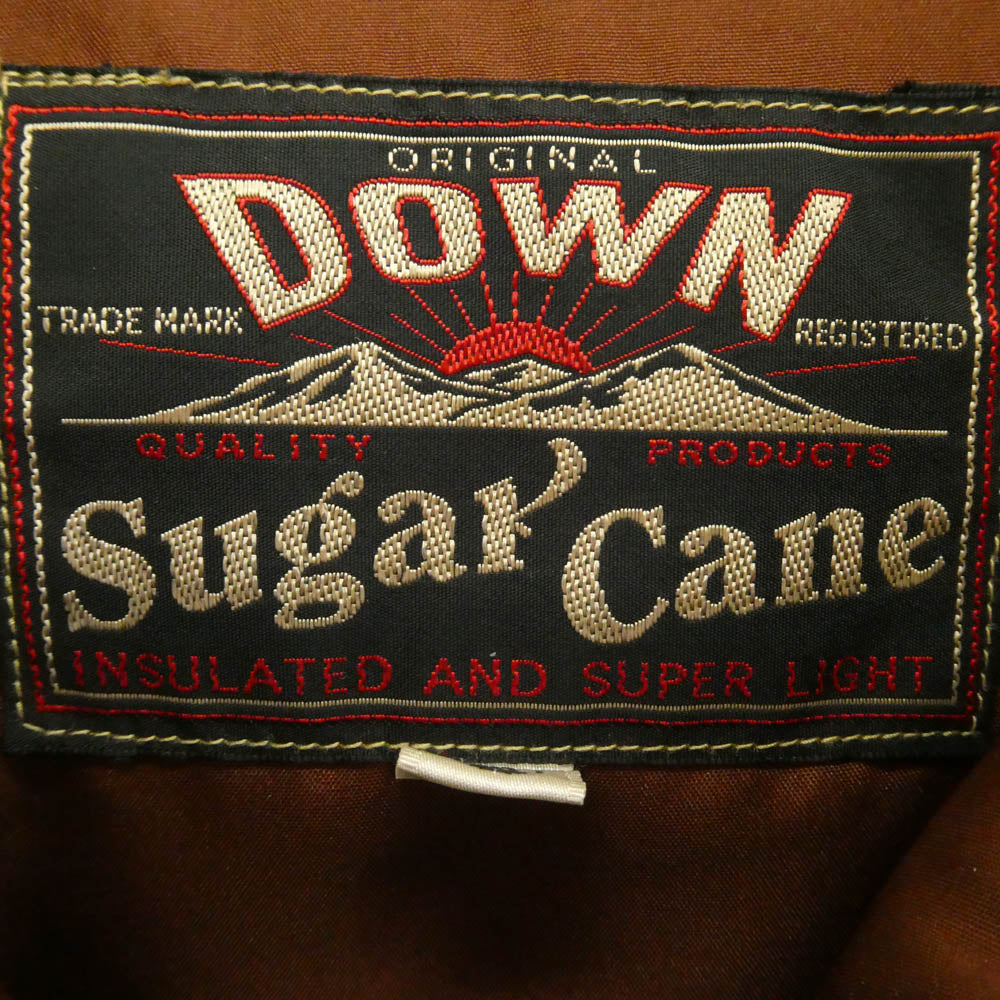 ORIGINAL
DOWN
TRADE MARK REGISTERED
QUALITY PRODUCTS
Sugar Cane
INSULATED AND SUPER LIGHT